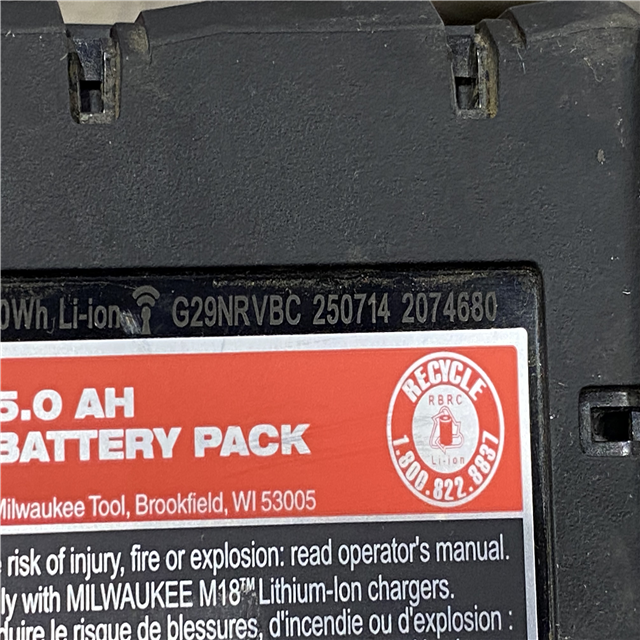 0Wh Li-ion G29NRVBC 250714 2074680
5.0 AH
BATTERY PACK
Milwaukee Tool, Brookfield, WI 53005
RECYCLE
RBRC
Li-ion
1.800.822.8837
risk of injury, fire or explosion: read operator's manual.
ly with MILWAUKEE M18™ Lithium-Ion chargers.
duire le risque de blessures, d'incendie ou d'explosion :